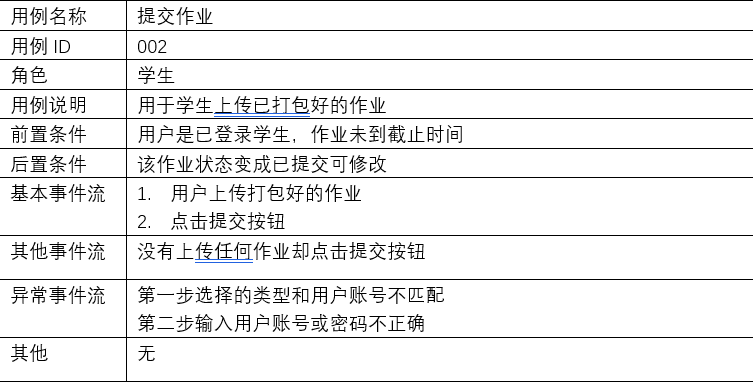 用例名称 提交作业
用例 ID 002
角色 学生
用例说明 用于学生上传已打包好的作业
前置条件 用户是已登录学生，作业未到截止时间
后置条件 该作业状态变成已提交可修改
基本事件流 1. 用户上传打包好的作业
2. 点击提交按钮
其他事件流 没有上传任何作业却点击提交按钮
异常事件流 第一步选择的类型和用户账号不匹配
第二步输入用户账号或密码不正确
其他 无